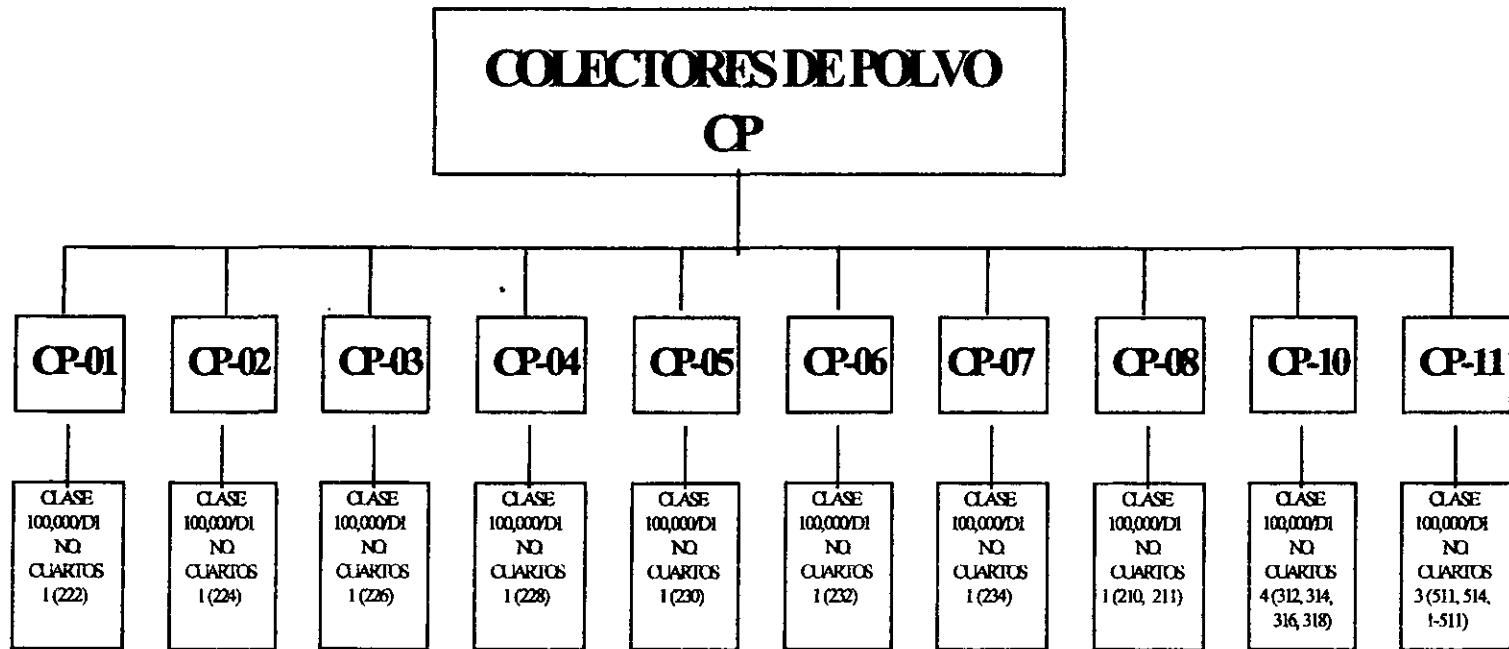 COLECTORES DE POLVO
CP
CP-01
CP-02
CP-03
CP-04
CP-05
CP-06
CP-07
CP-08
CP-10
CP-11
CLASE
100,000/D1
NO.
CUARTOS
1 (222)
CLASE
100,000/D1
NO.
CUARTOS
1 (224)
CLASE
100,000/D1
NO.
CUARTOS
1 (226)
CLASE
100,000/D1
NO.
CUARTOS
1 (228)
CLASE
100,000/D1
NO.
CUARTOS
1 (230)
CLASE
100,000/D1
NO.
CUARTOS
1 (232)
CLASE
100,000/D1
NO.
CUARTOS
1 (234)
CLASE
100,000/D1
NO.
CUARTOS
1 (210, 211)
CLASE
100,000/D1
NO.
CUARTOS
4 (312, 314,
316, 318)
CLASE
100,000/D1
NO.
CUARTOS
3 (511, 514,
1-511)